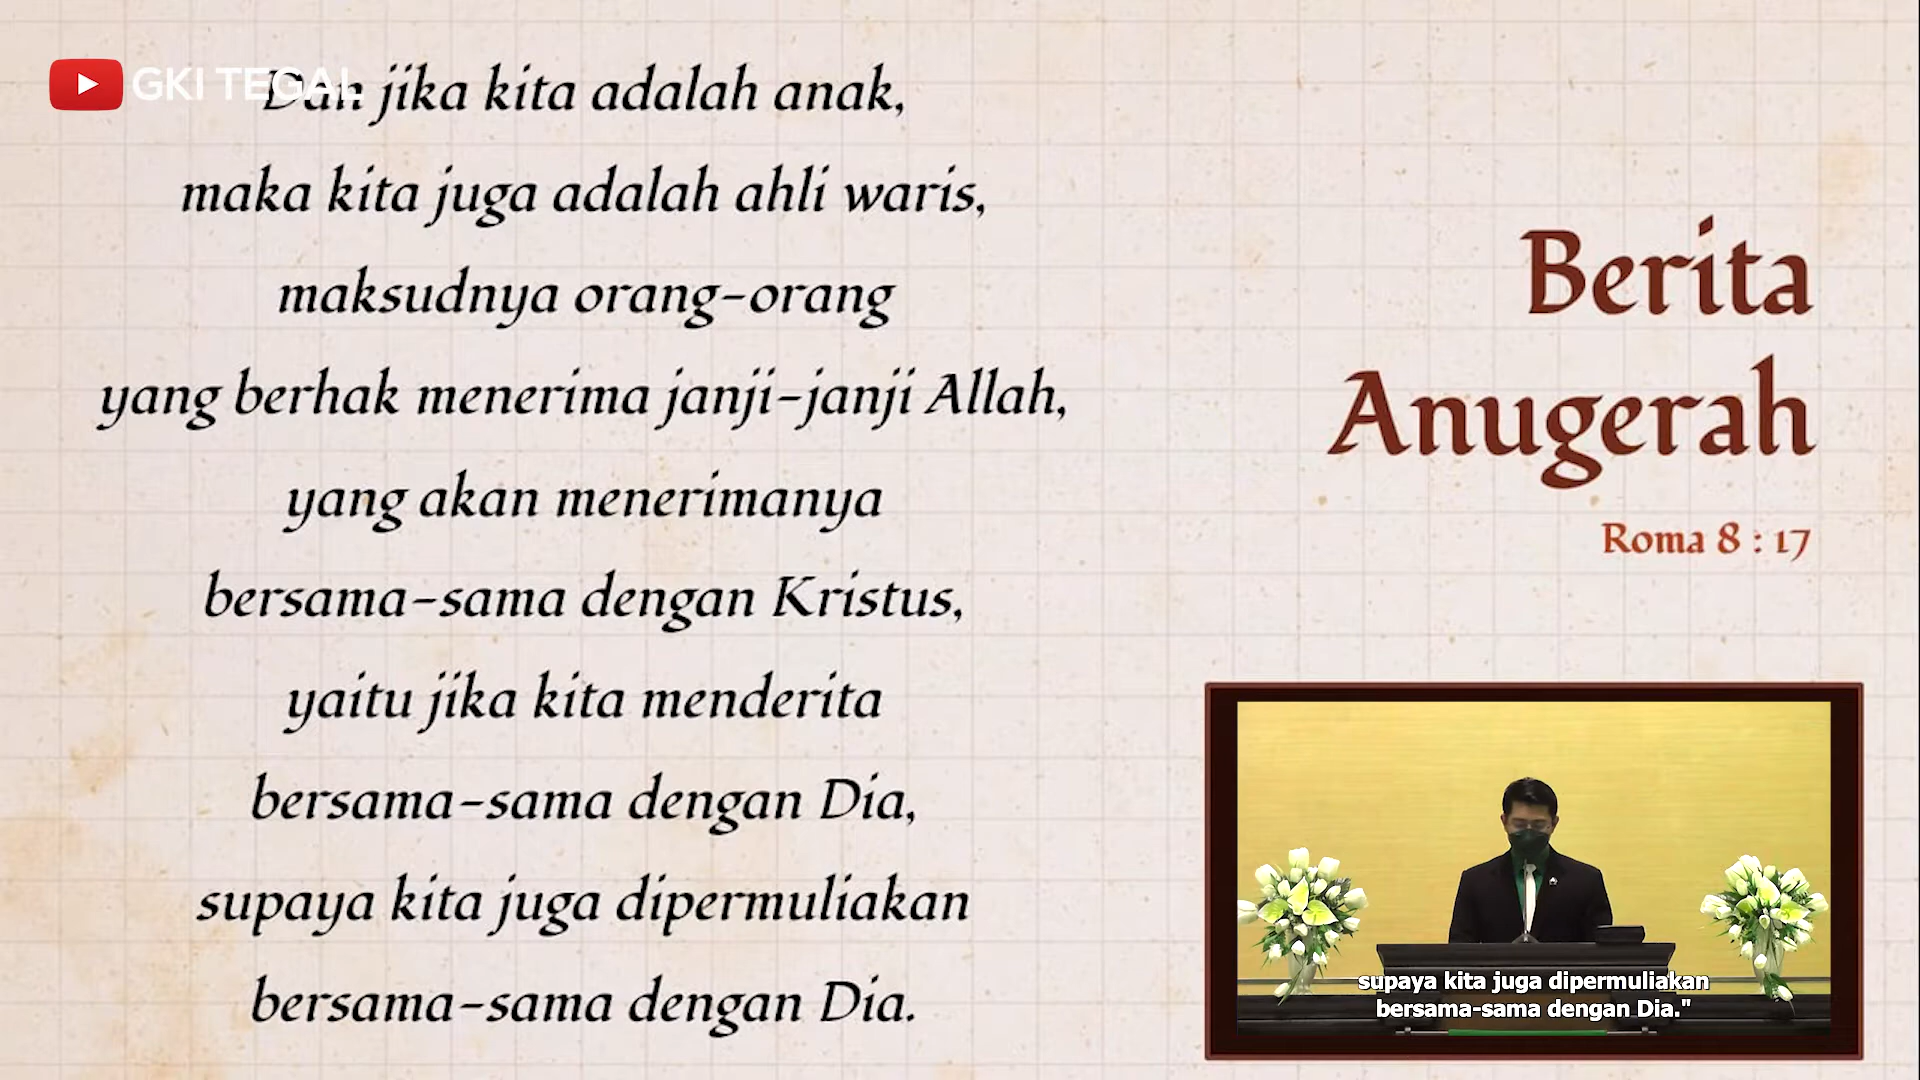 GKI TEGAL
Dan jika kita adalah anak,
maka kita juga adalah ahli waris,
maksudnya orang-orang
yang berhak menerima janji-janji Allah,
yang akan menerimanya
bersama-sama dengan Kristus,
yaitu jika kita menderita
bersama-sama dengan Dia,
supaya kita juga dipermuliakan
bersama-sama dengan Dia.
Berita
Anugerah
Roma 8 : 17
supaya kita juga dipermuliakan
bersama-sama dengan Dia."